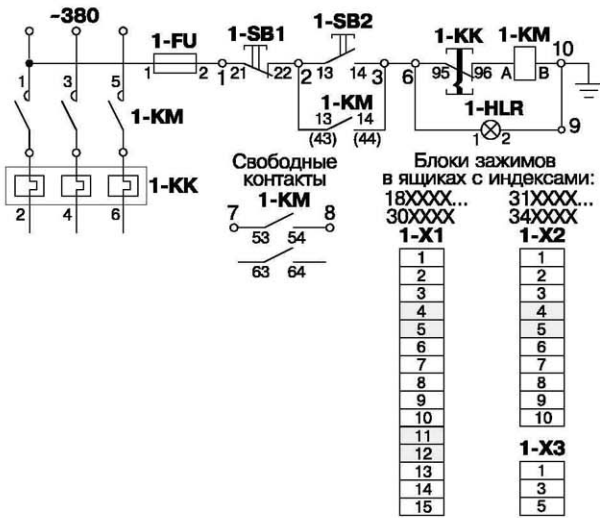 ~380
1-FU
1-SB1
1-SB2
1-KK
1-KM
10
1 3 5
1 2 1 21 22 2 13 14 3 6 95 96 A B
1-KM
1-KM
13 14
(43) (44)
1-HLR
1 2 9
1-KK
2 4 6
Свободные
контакты
1-KM
7 8
53 54
63 64
Блоки зажимов
в ящиках с индексами:
18XXXX... 31XXXX...
30XXXX 34XXXX
1-X1
1
2
3
4
5
6
7
8
9
10
11
12
13
14
15
1-X2
1
2
3
4
5
6
7
8
9
10
1-X3
1
3
5